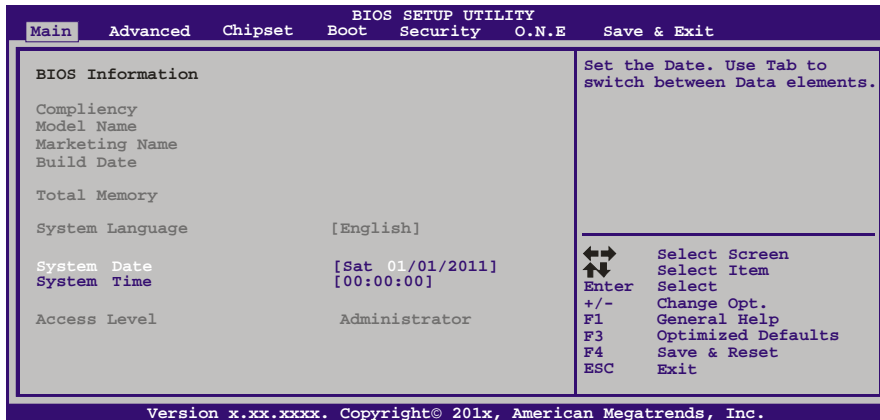 BIOS SETUP UTILITY
Main Advanced Chipset Boot Security O.N.E Save & Exit
BIOS Information
Compliency
Model Name
Marketing Name
Build Date
Total Memory
System Language [English]
System Date [Sat 01/01/2011]
System Time [00:00:00]
Access Level Administrator
Set the Date. Use Tab to
switch between Data elements.
Select Screen
Select Item
Enter Select
+/- Change Opt.
F1 General Help
F3 Optimized Defaults
F4 Save & Reset
ESC Exit
Version x.xx.xxxx. Copyright© 201x, American Megatrends, Inc.